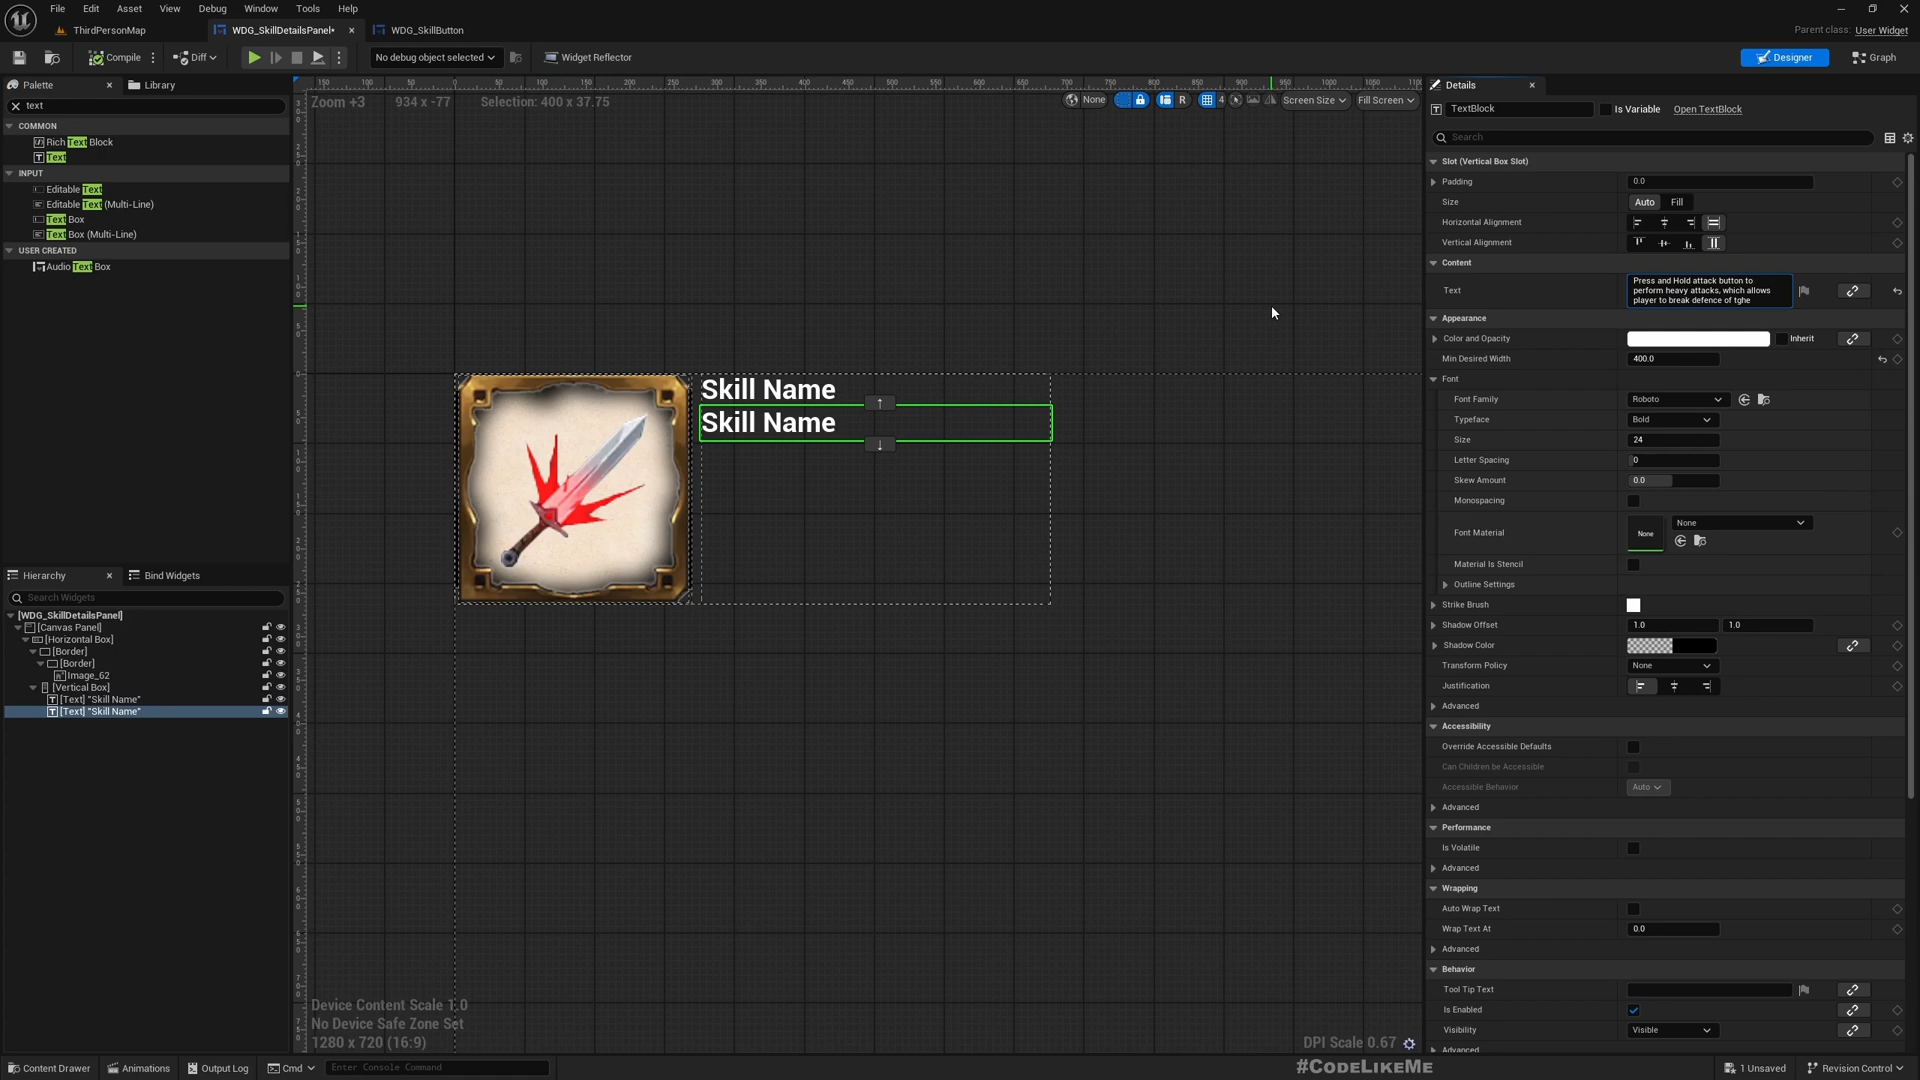 File Edit Asset View Debug Window Tools Help
ThirdPersonMap WDG_SkillDetailsPanel• WDG_SkillButton
Parent class: User Widget
Compile Diff No debug object selected Widget Reflector Designer Graph
Palette Library
text
COMMON
Rich Text Block
Text
INPUT
Editable Text
Editable Text (Multi-Line)
Text Box
Text Box (Multi-Line)
USER CREATED
Audio Text Box
Hierarchy Bind Widgets
Search Widgets
[WDG_SkillDetailsPanel]
[Canvas Panel]
[Horizontal Box]
[Border]
[Border]
Image_62
[Vertical Box]
[Text] "Skill Name"
[Text] "Skill Name"
Zoom +3 934 x -77 Selection: 400 x 37.75
None R 4 Screen Size Fill Screen
Skill Name
Skill Name
Device Content Scale 1.0
No Device Safe Zone Set
1280 x 720 (16:9)
DPI Scale 0.67
Details
TextBlock Is Variable Open TextBlock
Search
Slot (Vertical Box Slot)
Padding 0.0
Size Auto Fill
Horizontal Alignment
Vertical Alignment
Content
Text
Press and Hold attack button to
perform heavy attacks, which allows
player to break defence of tghe
Appearance
Color and Opacity Inherit
Min Desired Width 400.0
Font
Font Family Roboto
Typeface Bold
Size 24
Letter Spacing 0
Skew Amount 0.0
Monospacing
Font Material None None
Material Is Stencil
Outline Settings
Strike Brush
Shadow Offset 1.0 1.0
Shadow Color
Transform Policy None
Justification
Advanced
Accessibility
Override Accessible Defaults
Can Children be Accessible
Accessible Behavior Auto
Advanced
Performance
Is Volatile
Advanced
Wrapping
Auto Wrap Text
Wrap Text At 0.0
Advanced
Behavior
Tool Tip Text
Is Enabled
Visibility Visible
Advanced
Content Drawer Animations Output Log Cmd Enter Console Command
#CODELIKEME
1 Unsaved Revision Control